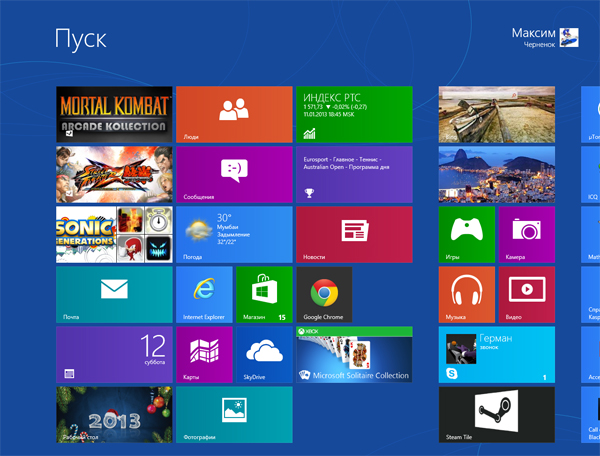 Пуск
Максим
Черненок
MORTAL KOMBAT
ARCADE KOLLECTION
Люди
ИНДЕКС РТС
1 571,73 ▼ -0,02% (-0,27)
11.01.2013 18:45 MSK
Сообщения
Eurosport - Главное - Теннис -
Australian Open - Программа дня
ICQ
SONIC
GENERATIONS
30°
Мумбаи
Задымление
32°/22°
Погода
Новости
Игры
Камера
Почта
Internet Explorer
Магазин
15
Google Chrome
Музыка
Видео
12
суббота
Карты
SkyDrive
XBOX
Microsoft Solitaire Collection
Герман
звонок
1
2013
Рабочий стол
Фотографии
Steam Tile
Call
Black